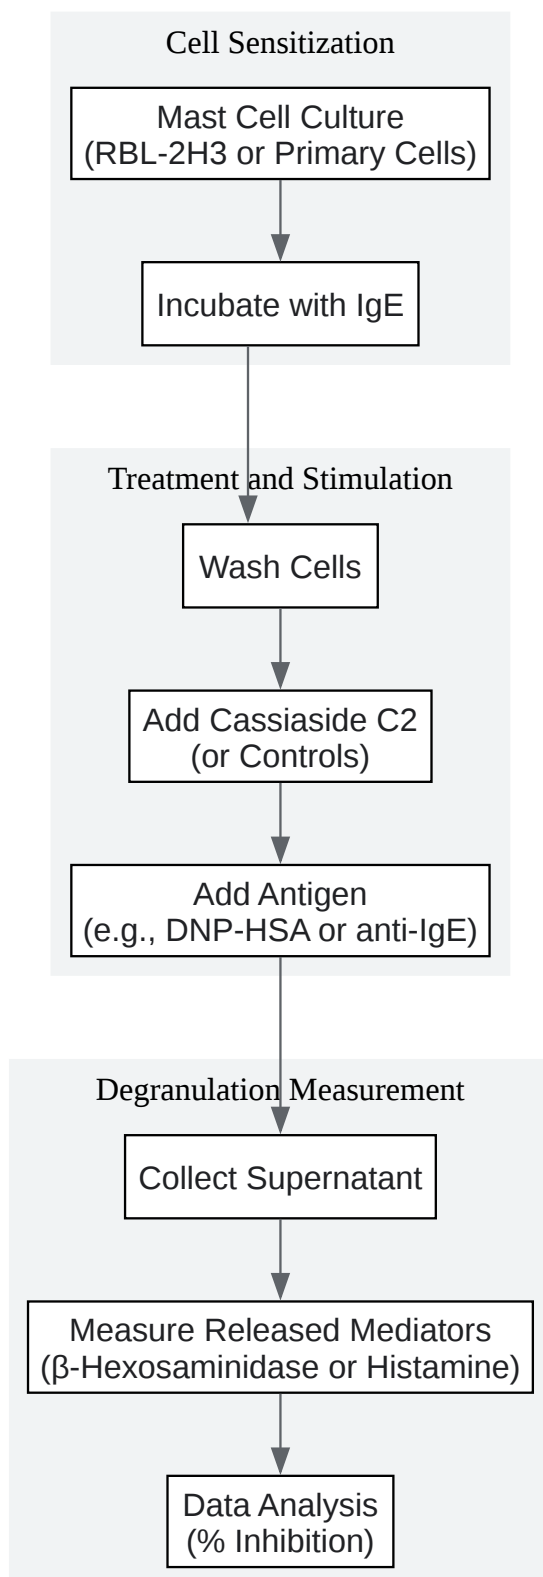 Cell Sensitization
Mast Cell Culture
(RBL-2H3 or Primary Cells)
Incubate with IgE
Treatment and Stimulation
Wash Cells
Add Cassiaside C2
(or Controls)
Add Antigen
(e.g., DNP-HSA or anti-IgE)
Degranulation Measurement
Collect Supernatant
Measure Released Mediators
(β-Hexosaminidase or Histamine)
Data Analysis
(% Inhibition)